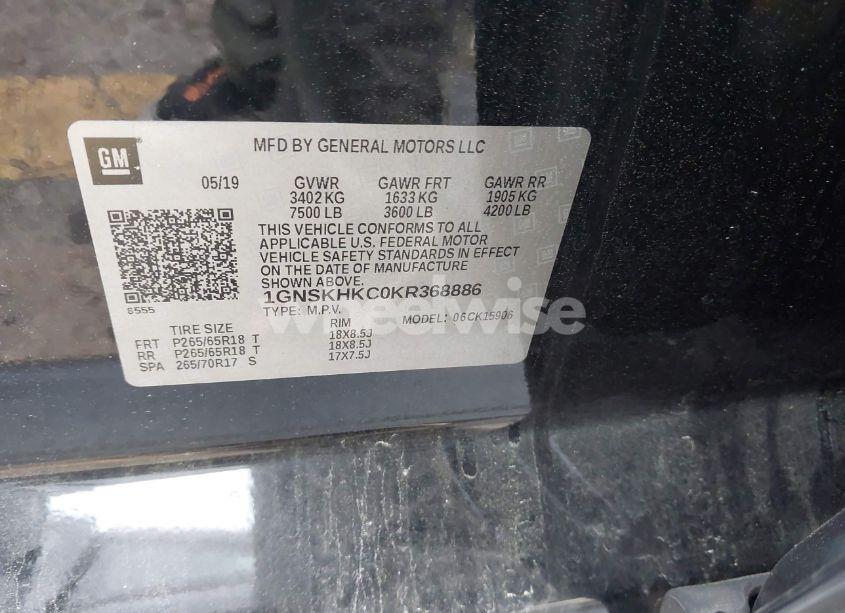 GM
MFD BY GENERAL MOTORS LLC
05/19 GVWR GAWR FRT GAWR RR
3402 KG 1633 KG 1905 KG
7500 LB 3600 LB 4200 LB
THIS VEHICLE CONFORMS TO ALL
APPLICABLE U.S. FEDERAL MOTOR
VEHICLE SAFETY STANDARDS IN EFFECT
ON THE DATE OF MANUFACTURE
SHOWN ABOVE.
1GNSKHKC0KR368886
8555
TYPE: M.P.V. MODEL: 06CK15906
TIRE SIZE RIM
FRT P265/65R18 T 18X8.5J
RR P265/65R18 T 18X8.5J
SPA 265/70R17 S 17X7.5J
wheelwise